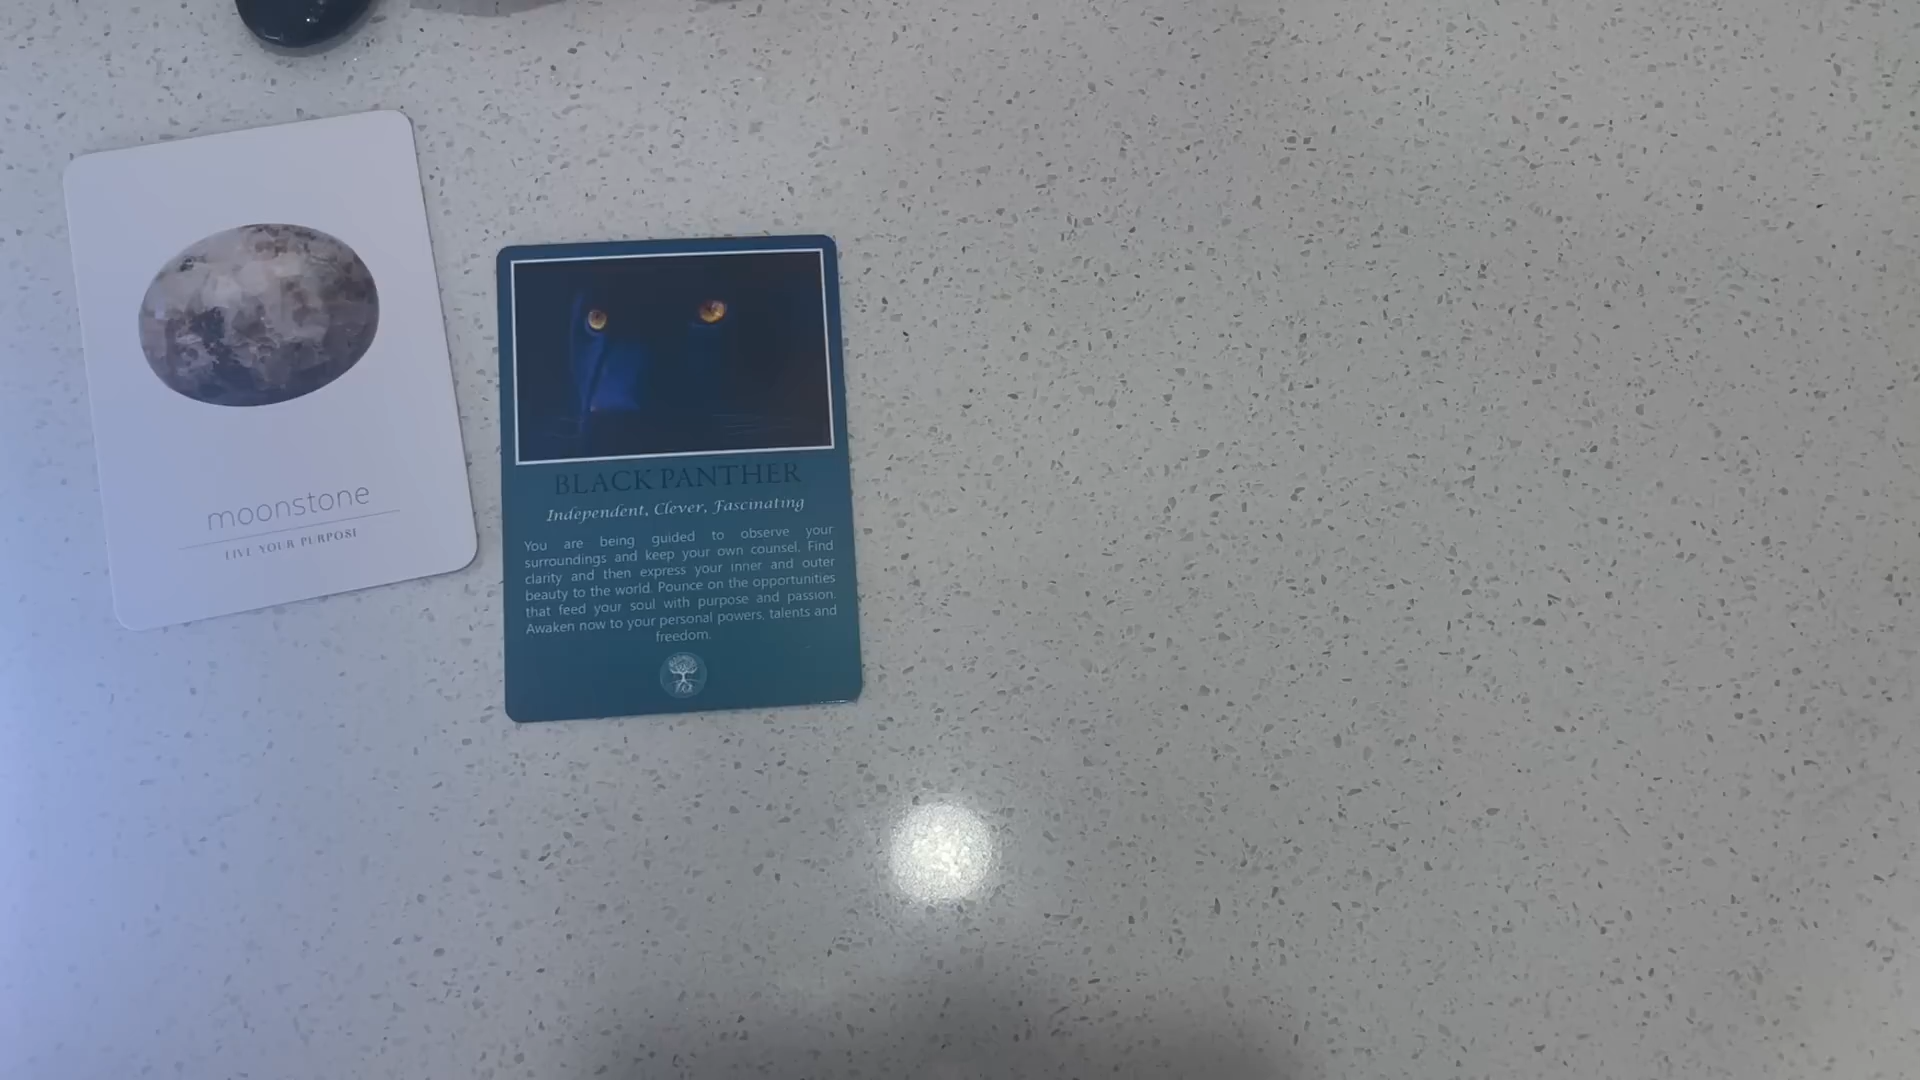 moonstone
LIVE YOUR PURPOSE
BLACK PANTHER
Independent, Clever, Fascinating
You are being guided to observe your
surroundings and keep your own counsel. Find
clarity and then express your inner and outer
beauty to the world. Pounce on the opportunities
that feed your soul with purpose and passion.
Awaken now to your personal powers, talents and
freedom.